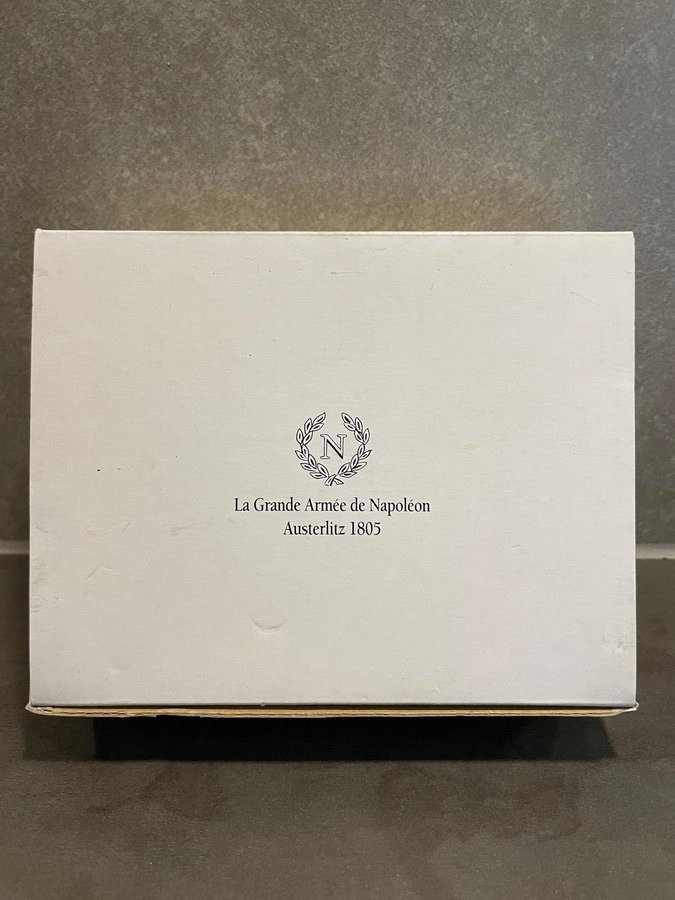 N
La Grande Armée de Napoléon
Austerlitz 1805